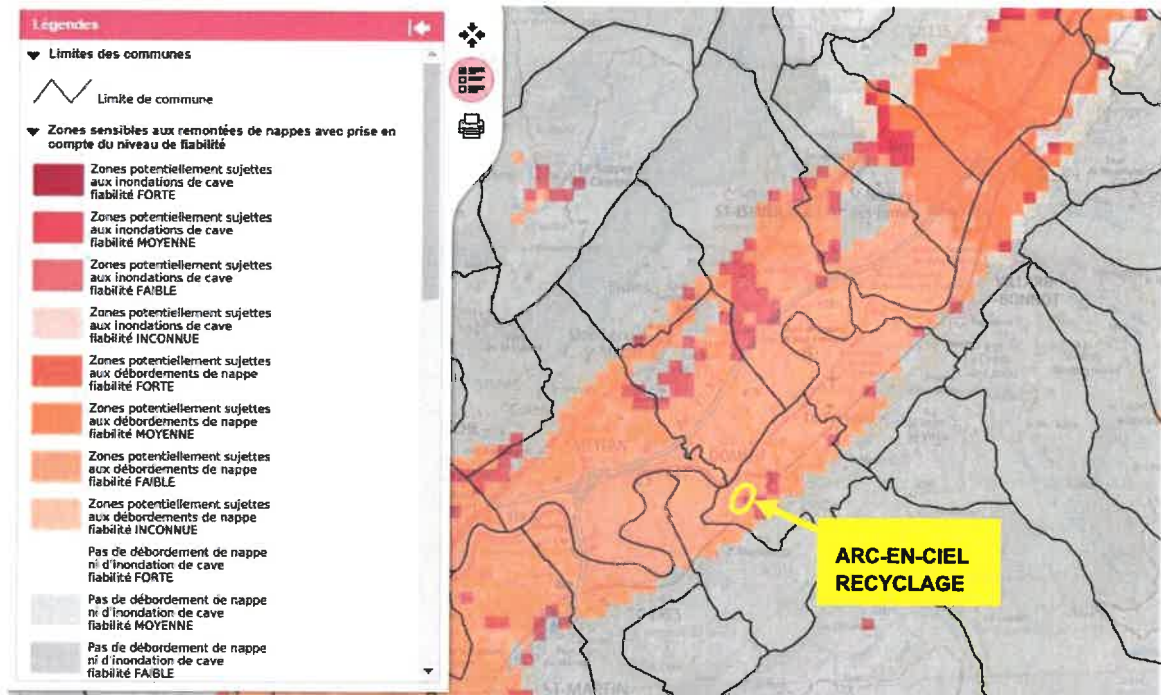 Légendes
Limites des communes
Limite de commune
Zones sensibles aux remontées de nappes avec prise en
compte du niveau de fiabilité
Zones potentiellement sujettes
aux inondations de cave
fiabilité FORTE
Zones potentiellement sujettes
aux inondations de cave
fiabilité MOYENNE
Zones potentiellement sujettes
aux inondations de cave
fiabilité FAIBLE
Zones potentiellement sujettes
aux inondations de cave
fiabilité INCONNUE
Zones potentiellement sujettes
aux débordements de nappe
fiabilité FORTE
Zones potentiellement sujettes
aux débordements de nappe
fiabilité MOYENNE
Zones potentiellement sujettes
aux débordements de nappe
fiabilité FAIBLE
Zones potentiellement sujettes
aux débordements de nappe
fiabilité INCONNUE
Pas de débordement de nappe
ni d'inondation de cave
fiabilité FORTE
Pas de débordement de nappe
ni d'inondation de cave
fiabilité MOYENNE
Pas de débordement de nappe
ni d'inondation de cave
fiabilité FAIBLE
ST-ISMIER
MEYLAN
ARC-EN-CIEL
RECYCLAGE
ST-MARTIN